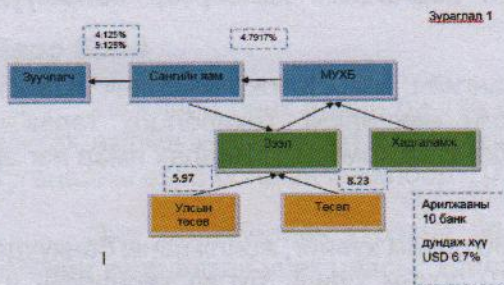 Зураглал 1
4.125%
5.125%
4.7917%
Зуучлагч
Сангийн яам
МУХБ
Зээл
Хадгаламж
5.97
8.23
Улсын
төсөв
Төсөл
Арилжааны
10 банк
дундаж хүү
USD 6.7%